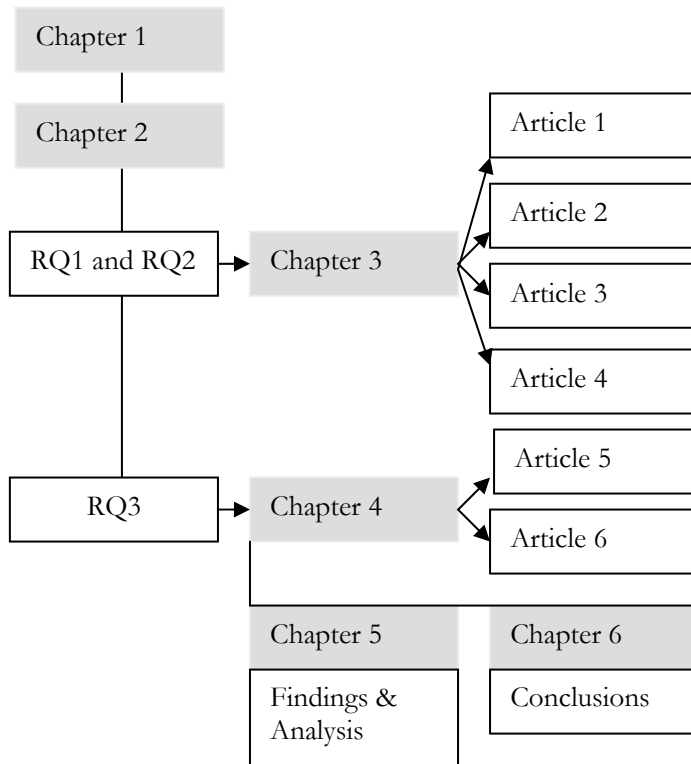 Chapter 1
Chapter 2
RQ1 and RQ2
Chapter 3
Article 1
Article 2
Article 3
Article 4
RQ3
Chapter 4
Article 5
Article 6
Chapter 5
Findings &
Analysis
Chapter 6
Conclusions